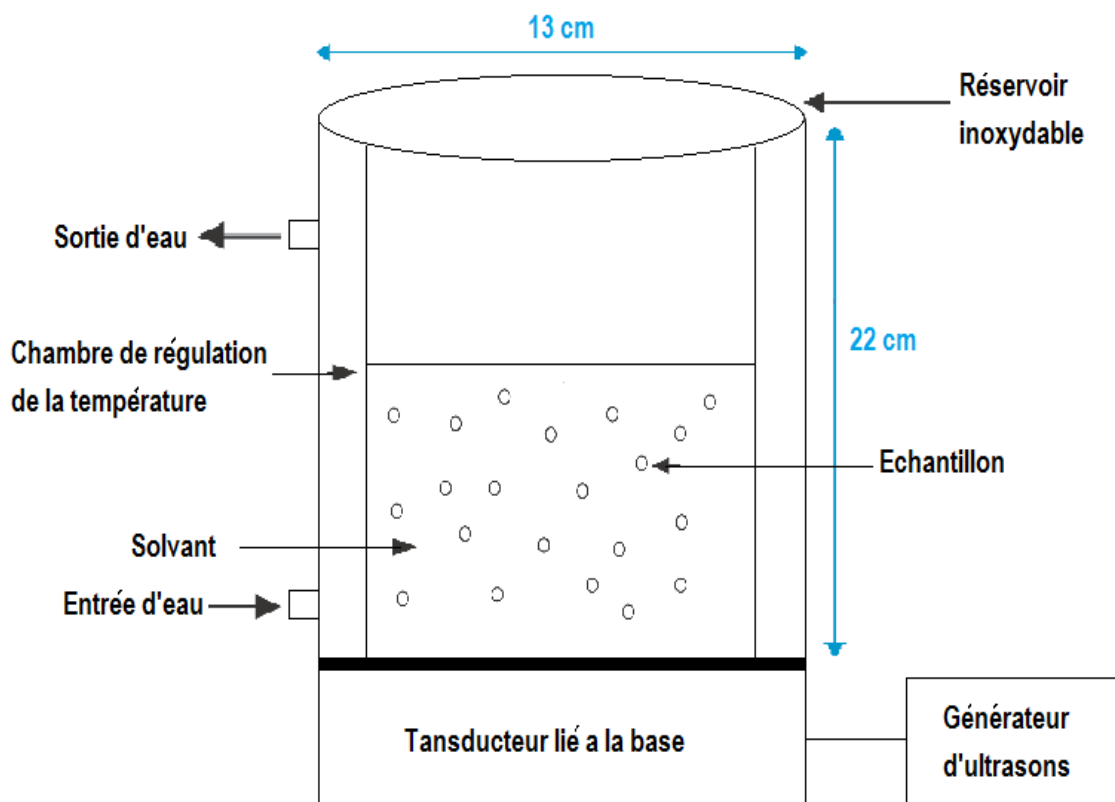 13 cm
Réservoir
inoxydable
Sortie d'eau
22 cm
Chambre de régulation
de la température
Echantillon
Solvant
Entrée d'eau
Tansducteur lié a la base
Générateur
d'ultrasons